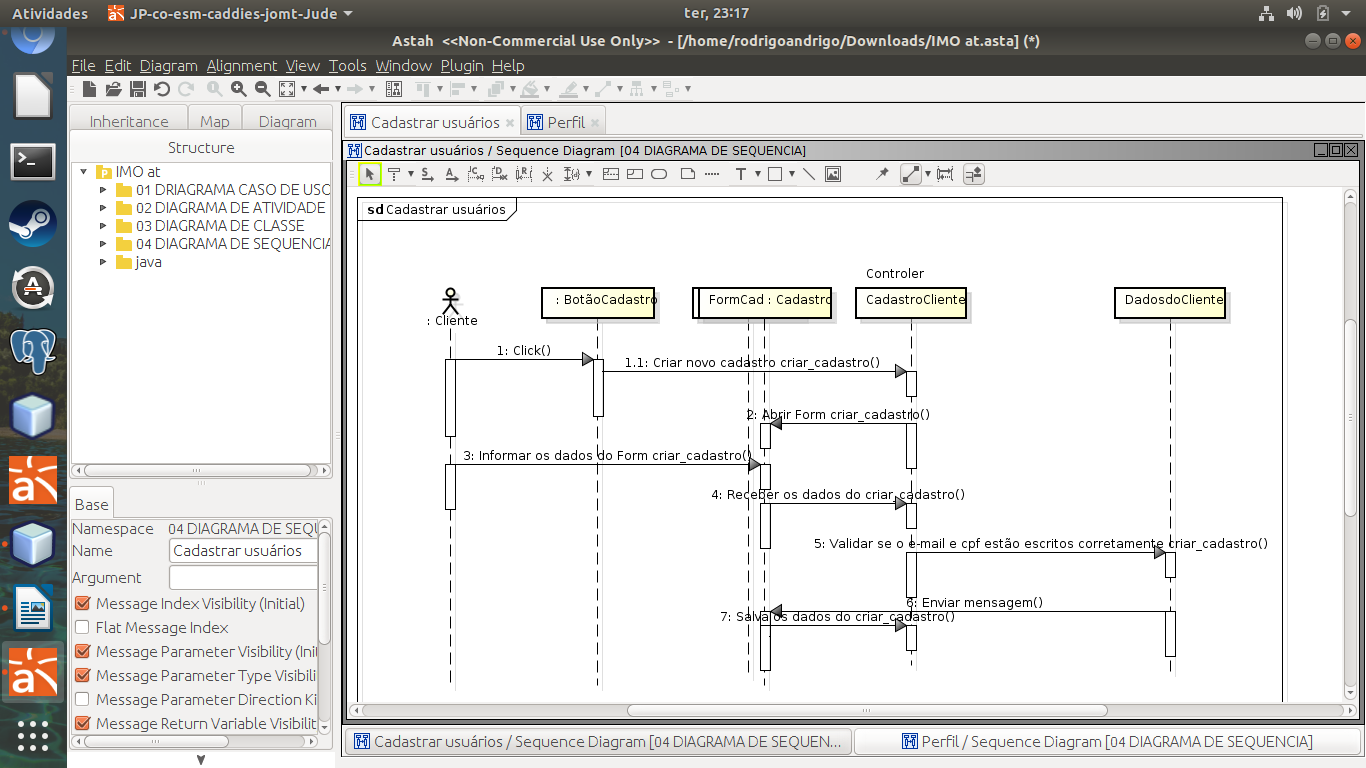 Atividades
JP-co-esm-caddies-jomt-Jude
ter, 23:17
Astah <<Non-Commercial Use Only>> - [/home/rodrigoandrigo/Downloads/IMO at.asta] (*)
File Edit Diagram Alignment View Tools Window Plugin Help
Inheritance Map Diagram
Structure
IMO at
01 DRIAGRAMA CASO DE USO
02 DIAGRAMA DE ATIVIDADE
03 DIAGRAMA DE CLASSE
04 DIAGRAMA DE SEQUENCIA
java
Base
Namespace 04 DIAGRAMA DE SEQU
Name Cadastrar usuários
Argument
Message Index Visibility (Initial)
Flat Message Index
Message Parameter Visibility (Init
Message Parameter Type Visibili
Message Parameter Direction Ki
Message Return Variable Visibilit
Cadastrar usuários
Perfil
Cadastrar usuários / Sequence Diagram [04 DIAGRAMA DE SEQUENCIA]
sd Cadastrar usuários
Controler
: Cliente
: BotãoCadastro
FormCad : Cadastro
CadastroCliente
DadosdoCliente
1: Click()
1.1: Criar novo cadastro criar_cadastro()
2: Abrir Form criar_cadastro()
3: Informar os dados do Form criar_cadastro()
4: Receber os dados do criar_cadastro()
5: Validar se o e-mail e cpf estão escritos corretamente criar_cadastro()
6: Enviar mensagem()
7: Salva os dados do criar_cadastro()
Cadastrar usuários / Sequence Diagram [04 DIAGRAMA DE SEQUEN...
Perfil / Sequence Diagram [04 DIAGRAMA DE SEQUENCIA]